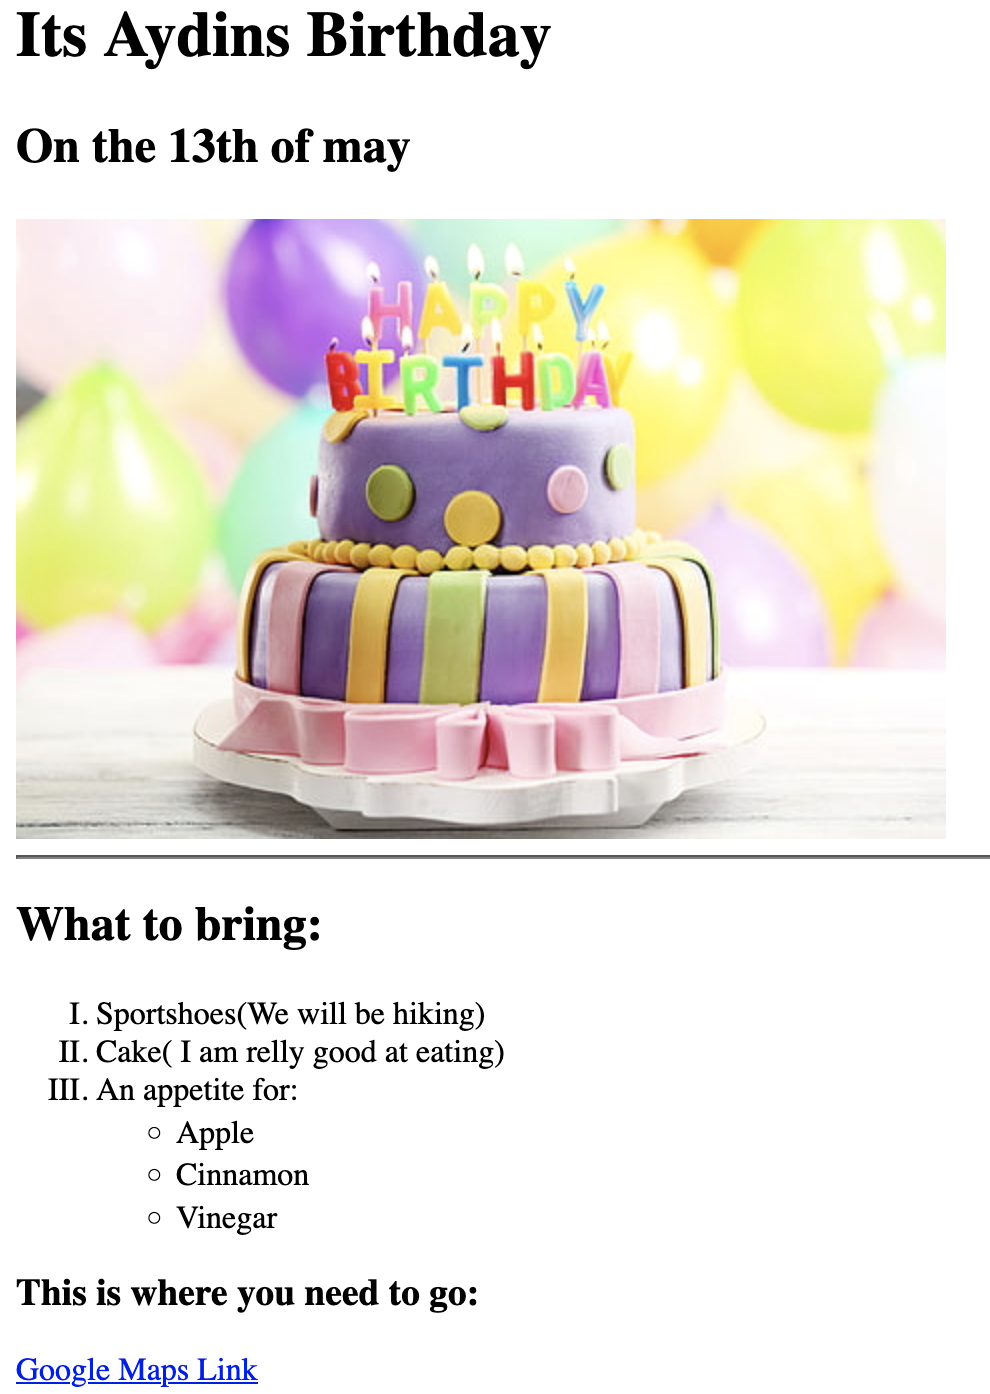 Its Aydins Birthday
On the 13th of may
HAPPY
BIRTHDAY
What to bring:
I. Sportshoes(We will be hiking)
II. Cake( I am relly good at eating)
III. An appetite for:
○ Apple
○ Cinnamon
○ Vinegar
This is where you need to go:
Google Maps Link